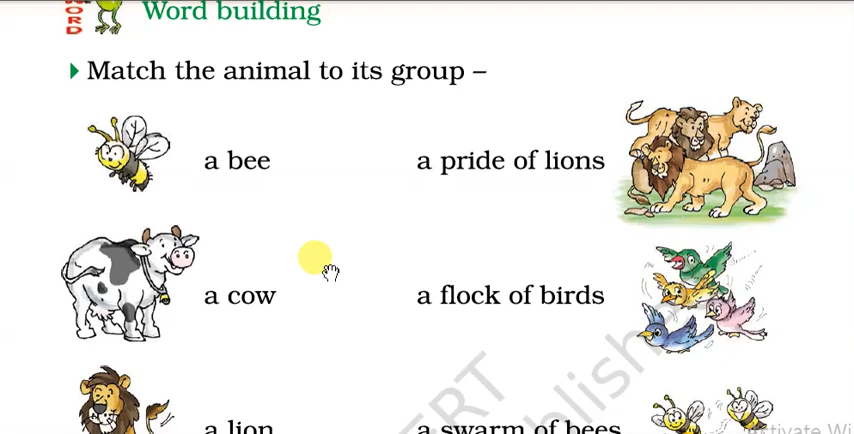 WORD
Word building
Match the animal to its group –
a bee
a pride of lions
a cow
a flock of birds
a lion
a swarm of bees